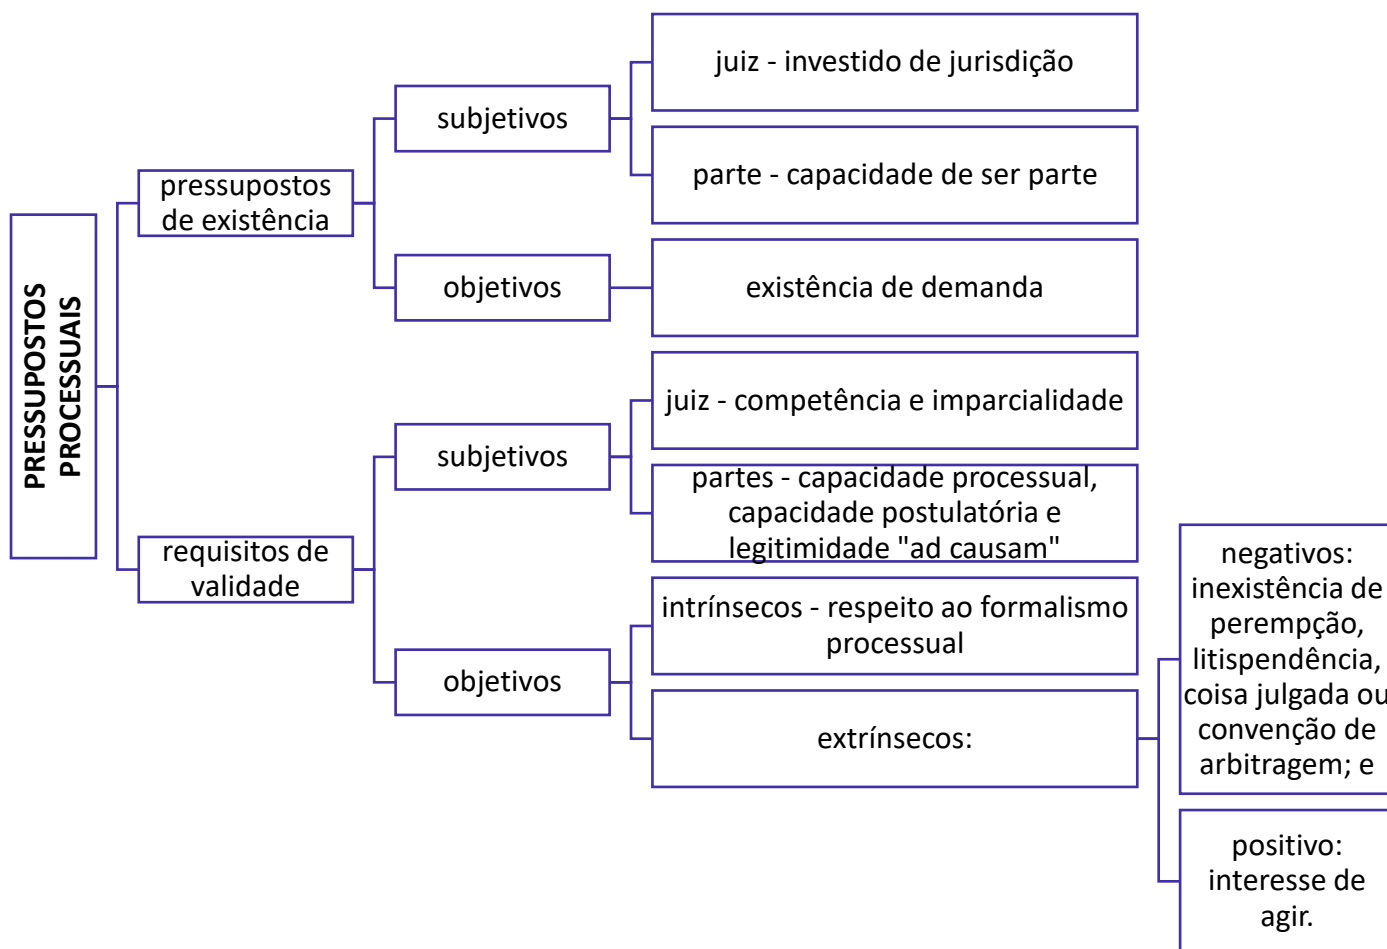 PRESSUPOSTOS
PROCESSUAIS
pressupostos
de existência
subjetivos
juiz - investido de jurisdição
parte - capacidade de ser parte
objetivos
existência de demanda
requisitos de
validade
subjetivos
juiz - competência e imparcialidade
partes - capacidade processual,
capacidade postulatória e
legitimidade "ad causam"
objetivos
intrínsecos - respeito ao formalismo
processual
extrínsecos:
negativos:
inexistência de
perempção,
litispendência,
coisa julgada ou
convenção de
arbitragem; e
positivo:
interesse de
agir.